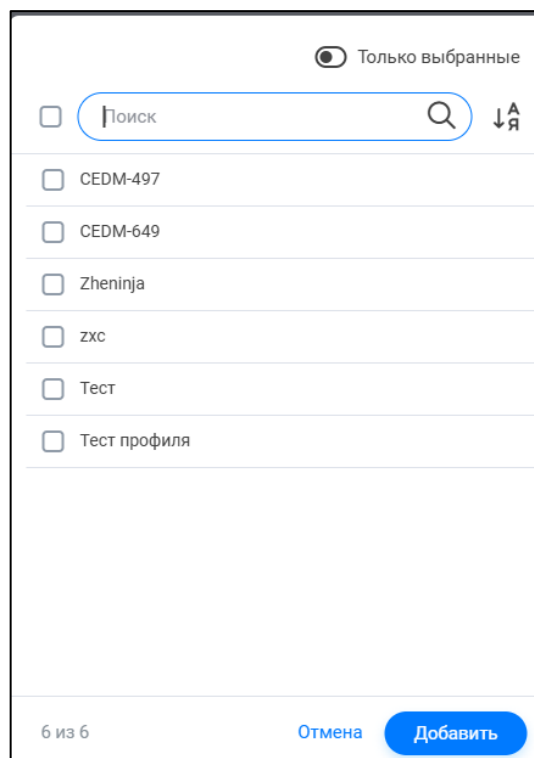 Только выбранные
Поиск
А
Я
CEDM-497
CEDM-649
Zheninja
zxc
Тест
Тест профиля
6 из 6
Отмена
Добавить